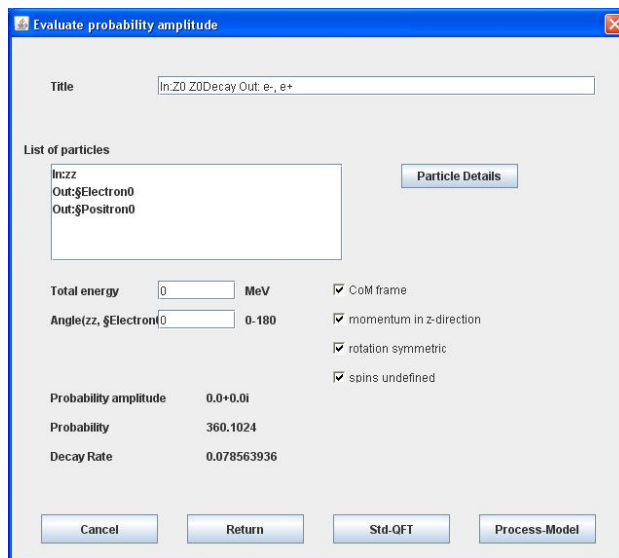 Evaluate probability amplitude
Title In:Z0 Z0Decay Out: e-, e+
List of particles
In:zz
Out:§Electron0
Out:§Positron0
Particle Details
Total energy 0 MeV
CoM frame
Angle(zz, §Electron 0 0-180
momentum in z-direction
rotation symmetric
spins undefined
Probability amplitude 0.0+0.0i
Probability 360.1024
Decay Rate 0.078563936
Cancel Return Std-QFT Process-Model